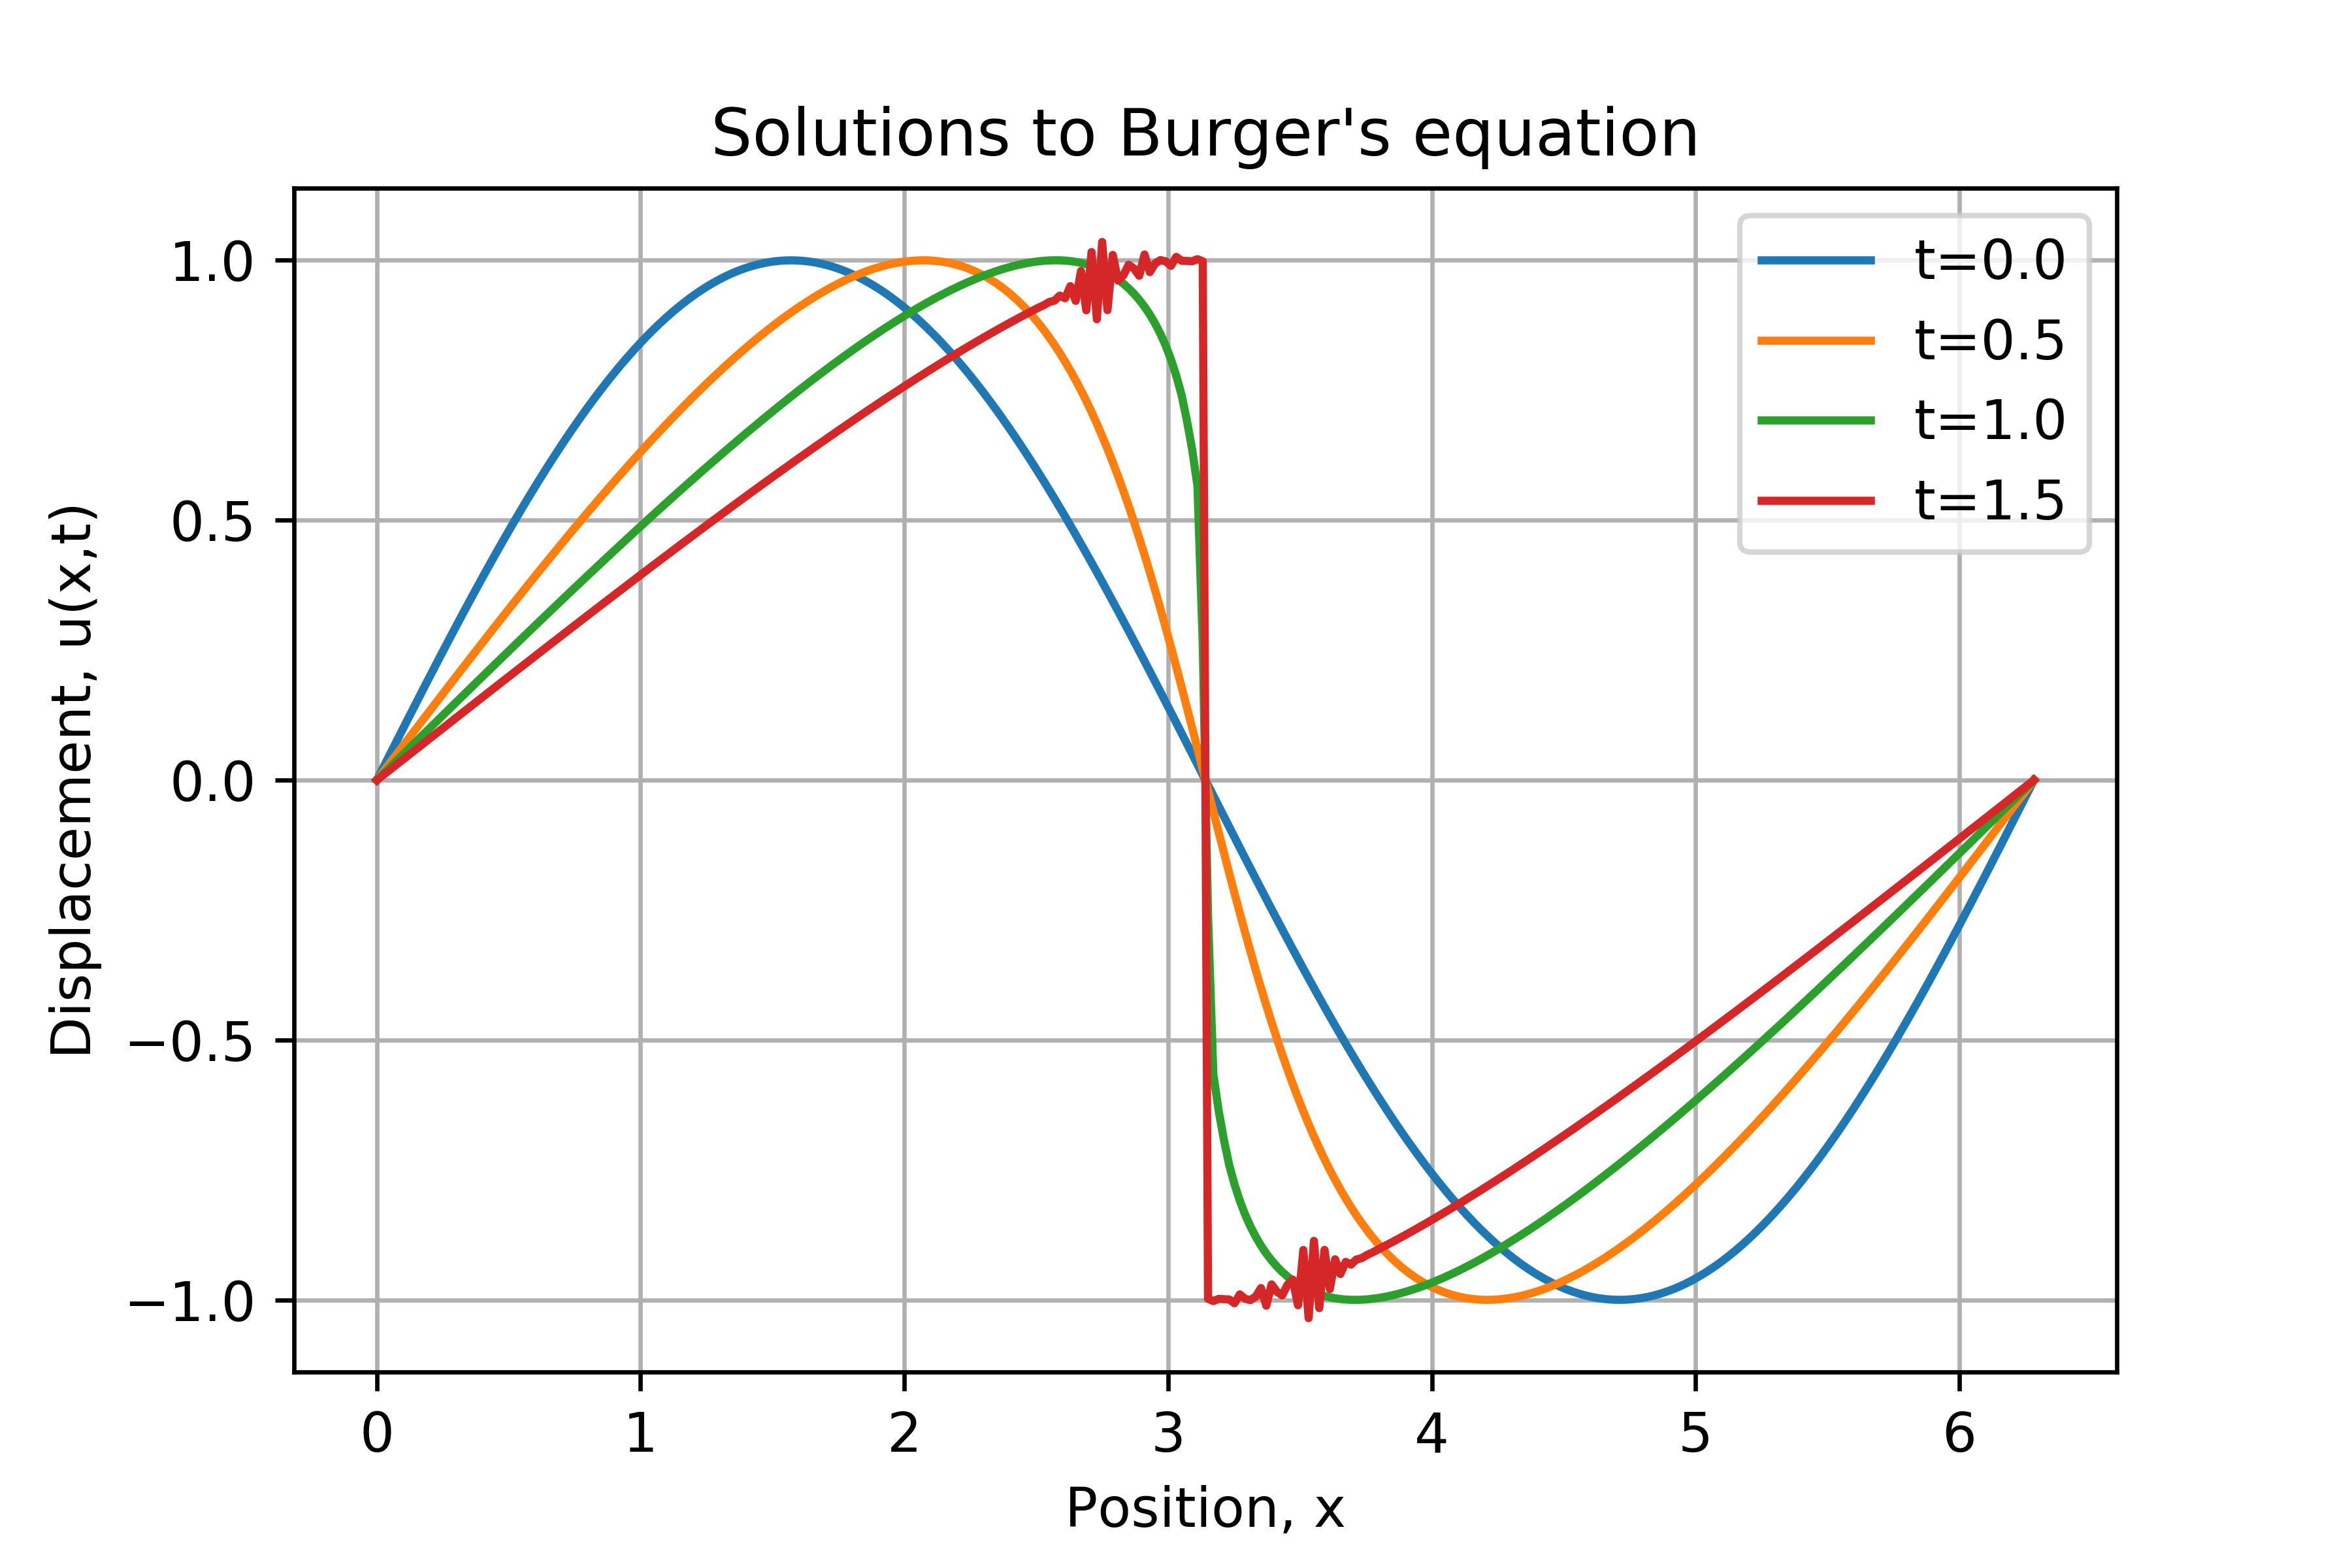 Solutions to Burger's equation
Displacement, u(x,t)
1.0
0.5
0.0
−0.5
−1.0
t=0.0
t=0.5
t=1.0
t=1.5
0 1 2 3 4 5 6
Position, x